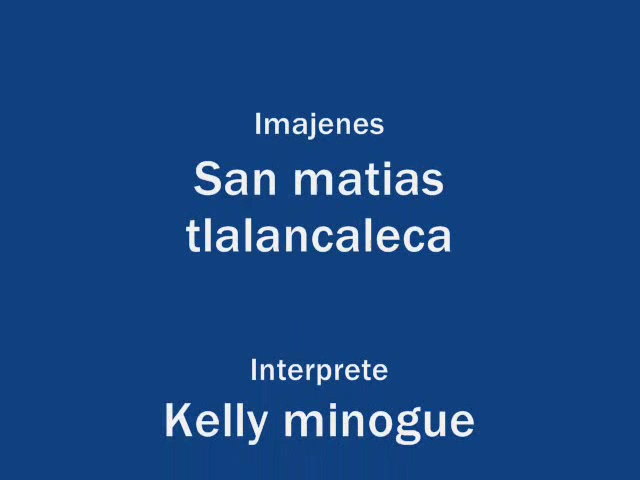 Imajenes
San matias
tlalancaleca
Interprete
Kelly minogue